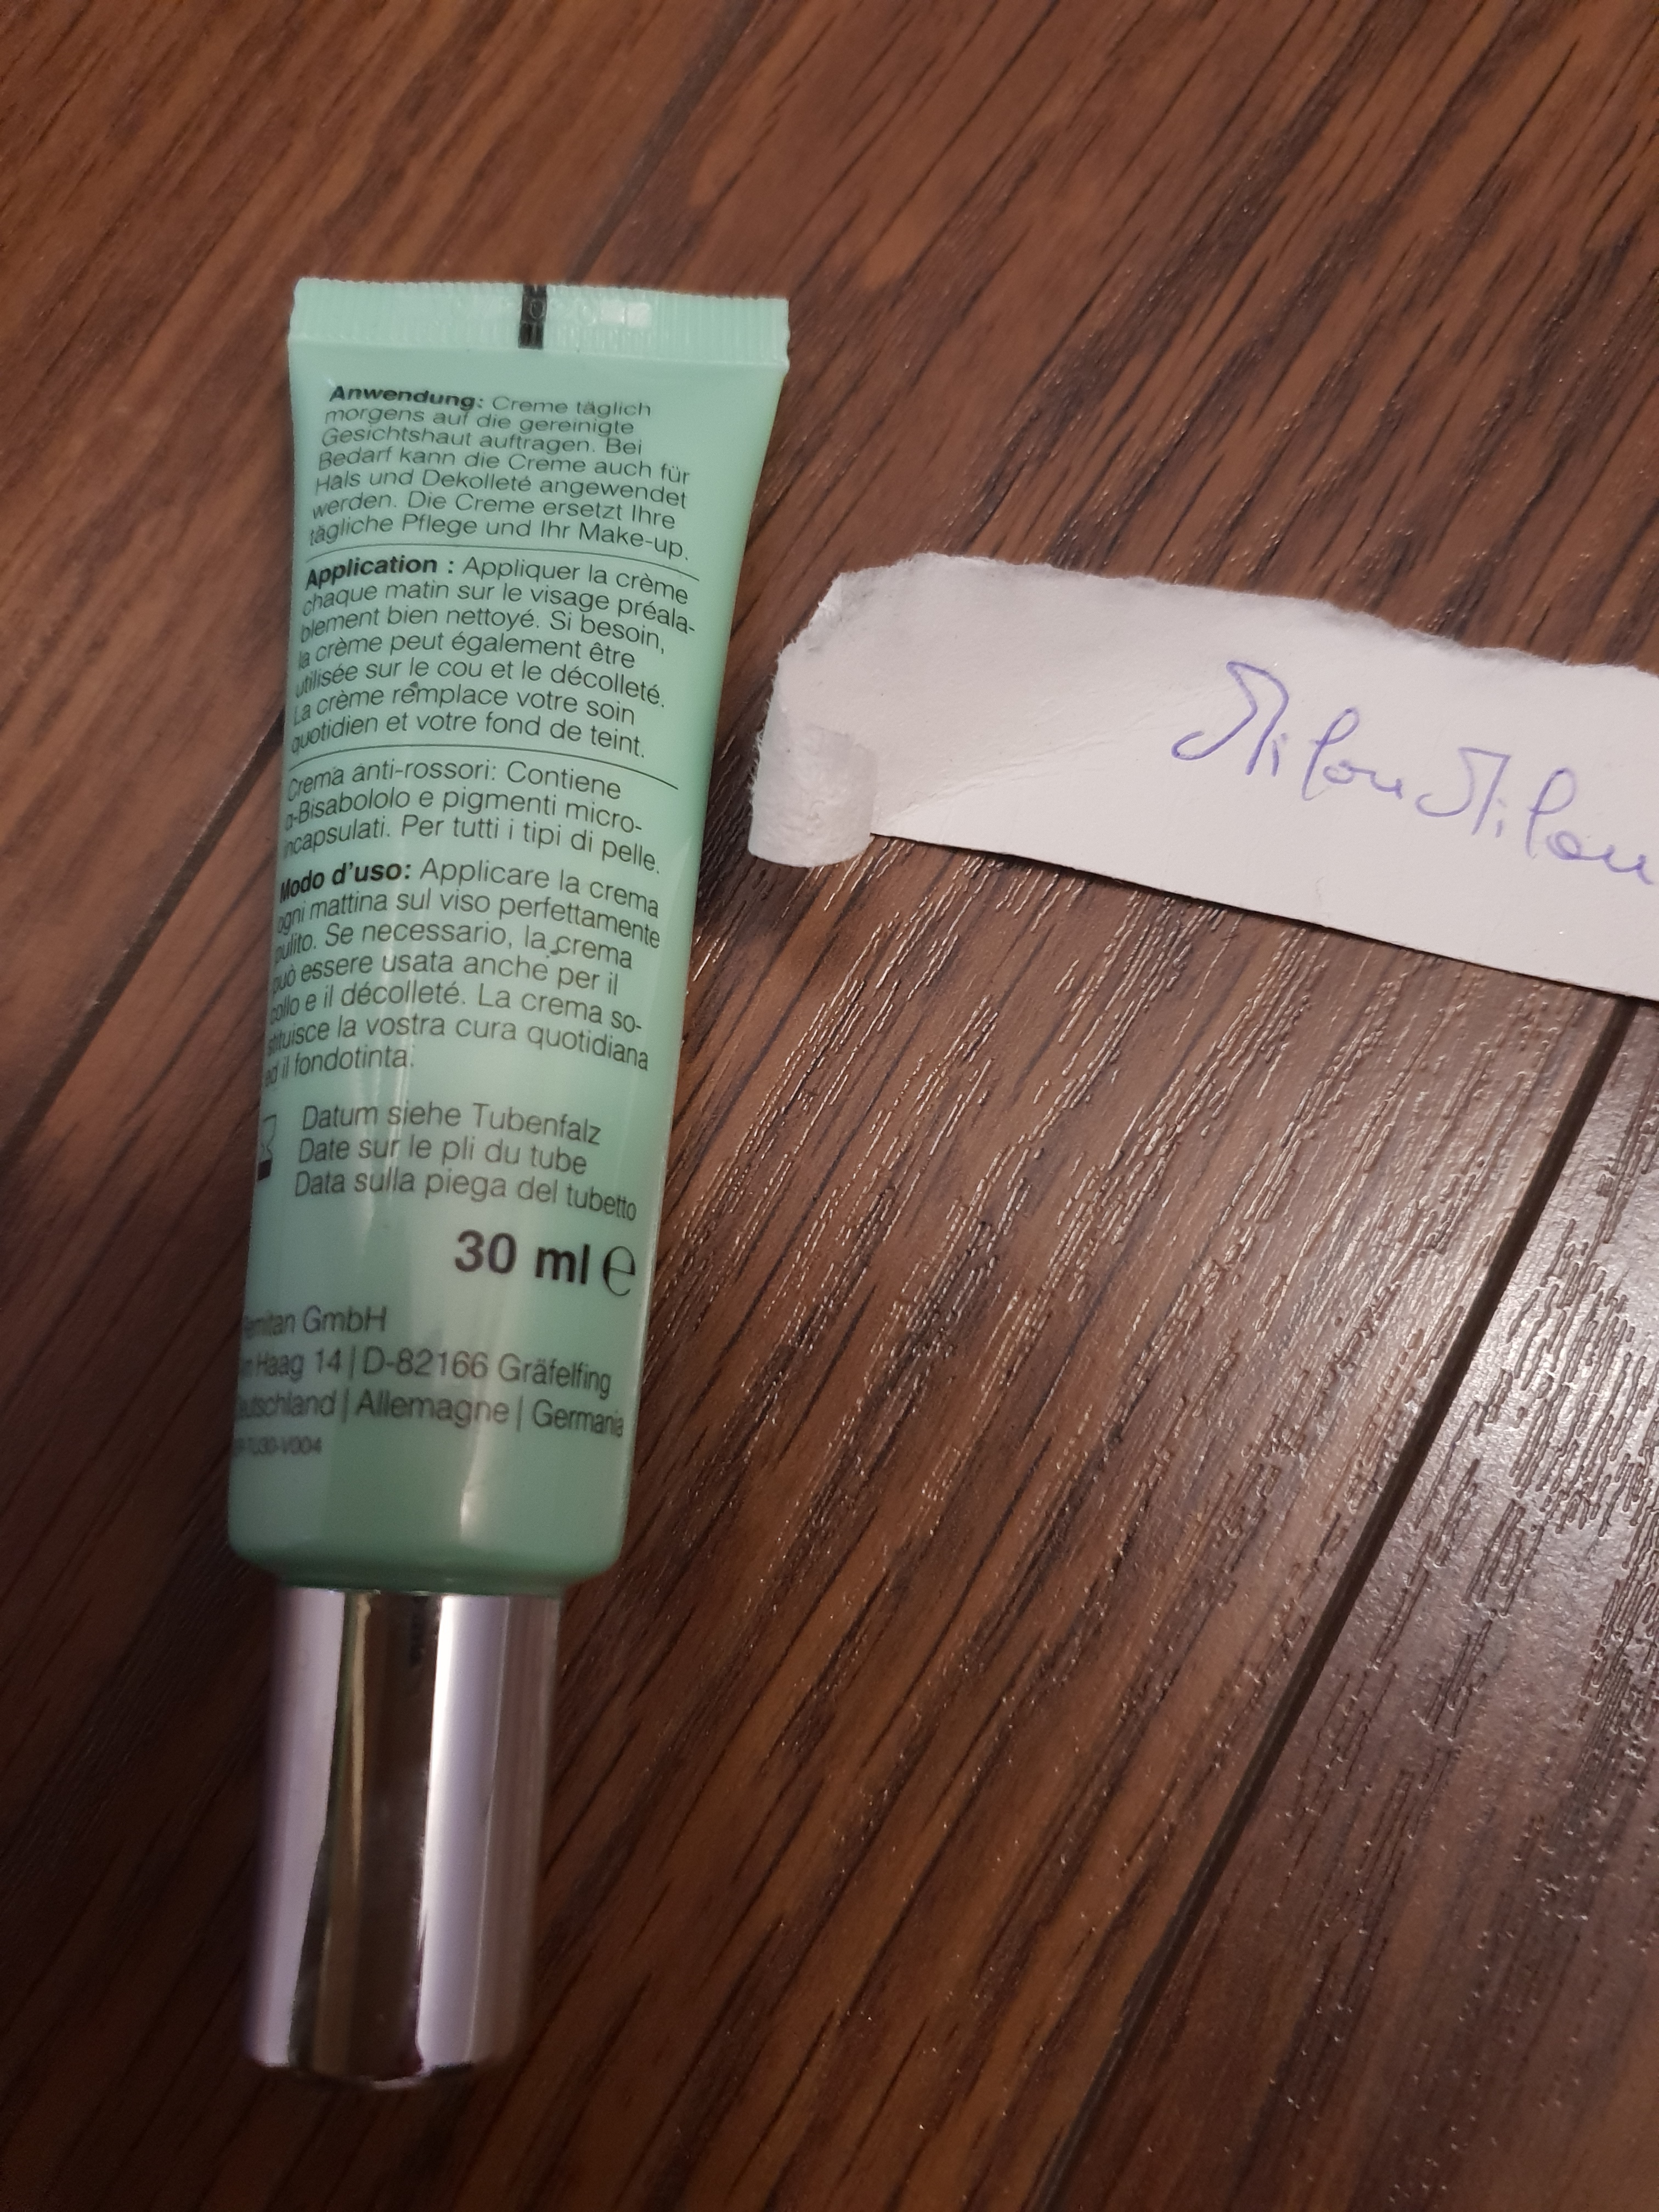 Anwendung: Creme täglich
morgens auf die gereinigte
Gesichtshaut auftragen. Bei
Bedarf kann die Creme auch für
Hals und Dekolleté angewendet
werden. Die Creme ersetzt Ihre
tägliche Pflege und Ihr Make-up.
Application : Appliquer la crème
chaque matin sur le visage préala-
blement bien nettoyé. Si besoin,
la crème peut également être
utilisée sur le cou et le décolleté.
La crème remplace votre soin
quotidien et votre fond de teint.
Crema anti-rossori: Contiene
α-Bisabololo e pigmenti micro-
incapsulati. Per tutti i tipi di pelle.
Modo d'uso: Applicare la crema
ogni mattina sul viso perfettamente
pulito. Se necessario, la crema
può essere usata anche per il
collo e il décolleté. La crema so-
stituisce la vostra cura quotidiana
ed il fondotinta.
Datum siehe Tubenfalz
Date sur le pli du tube
Data sulla piega del tubetto
30 ml ℮
GmbH
Haag 14 | D-82166 Gräfelfing
Deutschland | Allemagne | Germania
Milou Milou